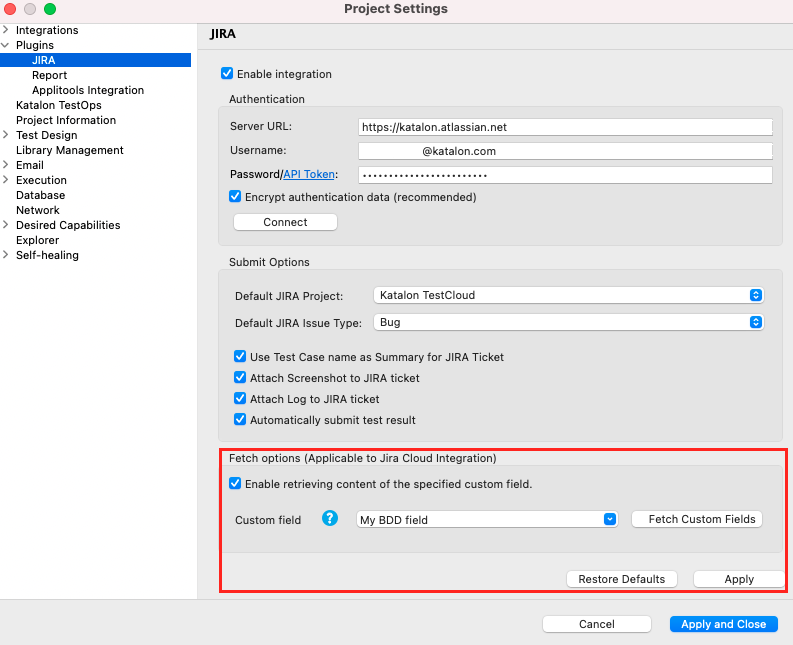 Project Settings
Integrations
Plugins
JIRA
Report
Applitools Integration
Katalon TestOps
Project Information
Test Design
Library Management
Email
Execution
Database
Network
Desired Capabilities
Explorer
Self-healing
JIRA
Enable integration
Authentication
Server URL: https://katalon.atlassian.net
Username: @katalon.com
Password/API Token: ••••••••••••••••••••••••
Encrypt authentication data (recommended)
Connect
Submit Options
Default JIRA Project: Katalon TestCloud
Default JIRA Issue Type: Bug
Use Test Case name as Summary for JIRA Ticket
Attach Screenshot to JIRA ticket
Attach Log to JIRA ticket
Automatically submit test result
Fetch options (Applicable to Jira Cloud Integration)
Enable retrieving content of the specified custom field.
Custom field ? My BDD field Fetch Custom Fields
Restore Defaults Apply
Cancel Apply and Close